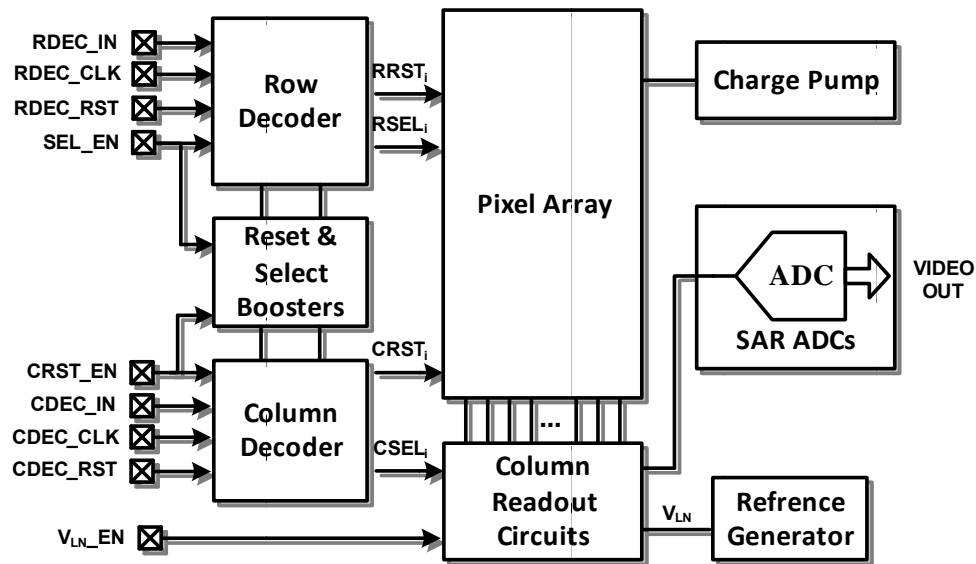 RDEC_IN
RDEC_CLK
RDEC_RST
SEL_EN
Row
Decoder
RRSTi
RSELi
Pixel Array
Charge Pump
Reset &
Select
Boosters
ADC
SAR ADCs
VIDEO
OUT
CRST_EN
CDEC_IN
CDEC_CLK
CDEC_RST
Column
Decoder
CRSTi
CSELi
...
Column
Readout
Circuits
VLN
Refrence
Generator
VLN_EN